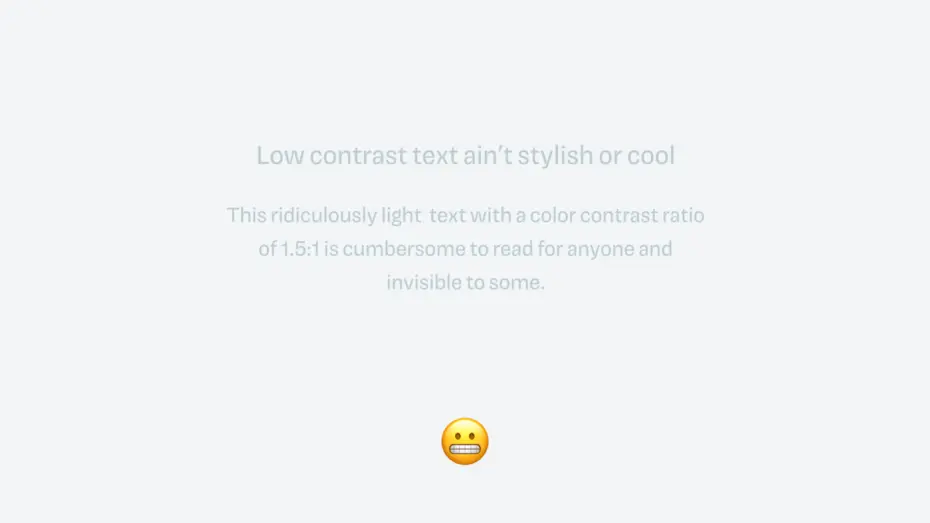 Low contrast text ain't stylish or cool
This ridiculously light text with a color contrast ratio
of 1.5:1 is cumbersome to read for anyone and
invisible to some.